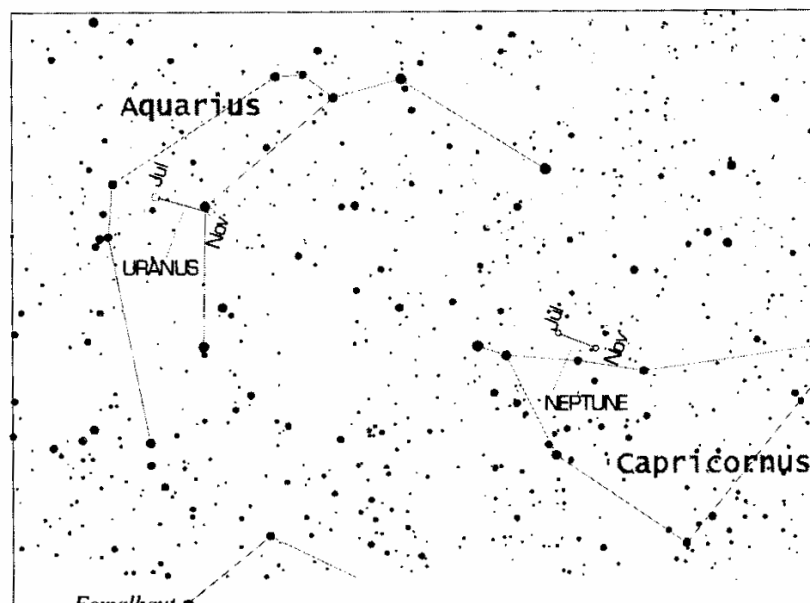 Aquarius
Jul
Nov
URANUS
Jul
Nov
NEPTUNE
Capricornus
Fomalhaut